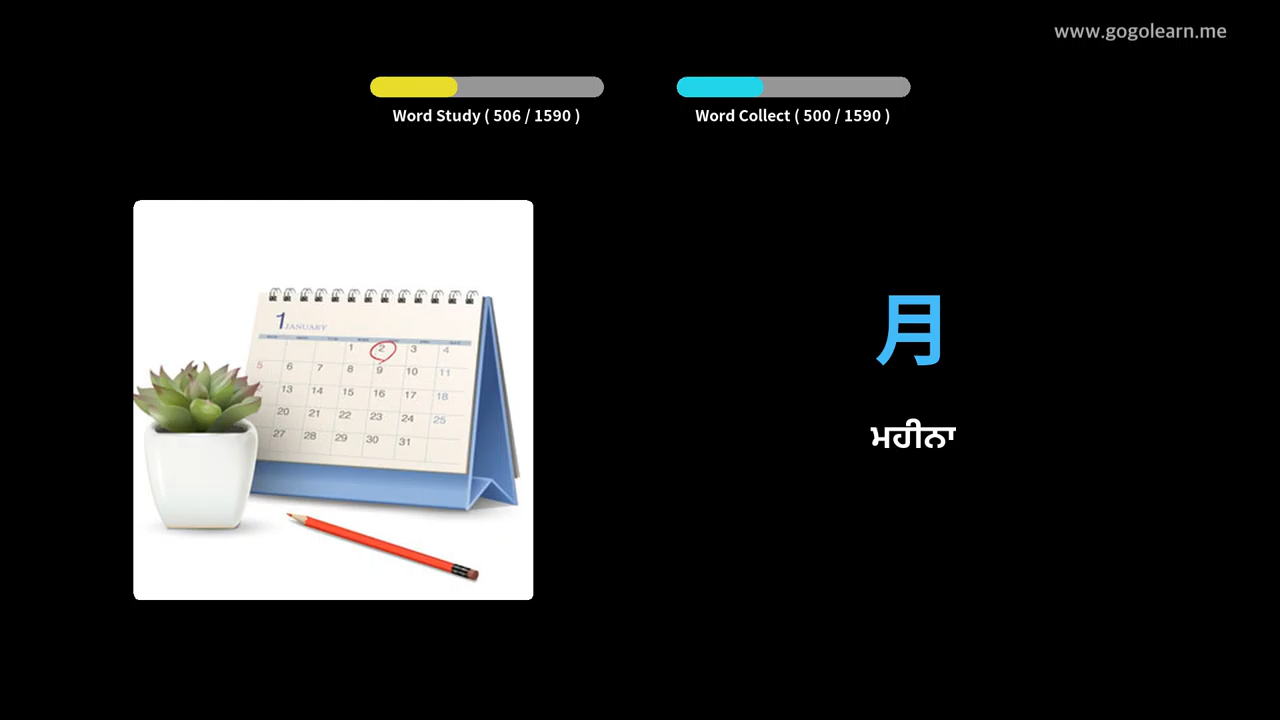 www.gogolearn.me
Word Study ( 506 / 1590 )
Word Collect ( 500 / 1590 )
月
ਮਹੀਨਾ
1 JANUARY
1 2 3 4
5 6 7 8 9 10 11
13 14 15 16 17 18
20 21 22 23 24 25
27 28 29 30 31